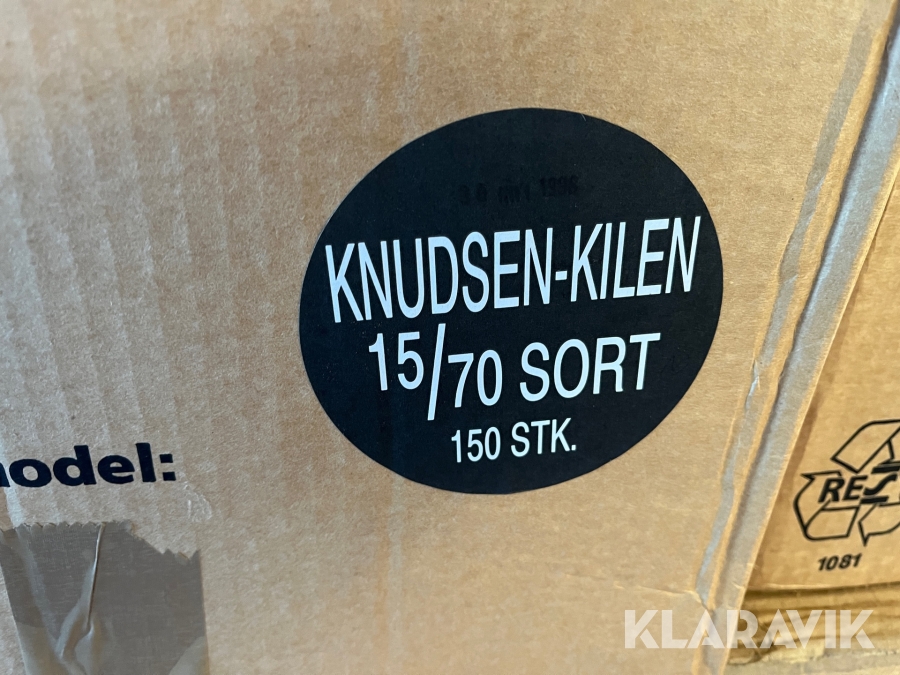 KNUDSEN-KILEN
15/70 SORT
150 STK.
model:
1081
KLARAVIK